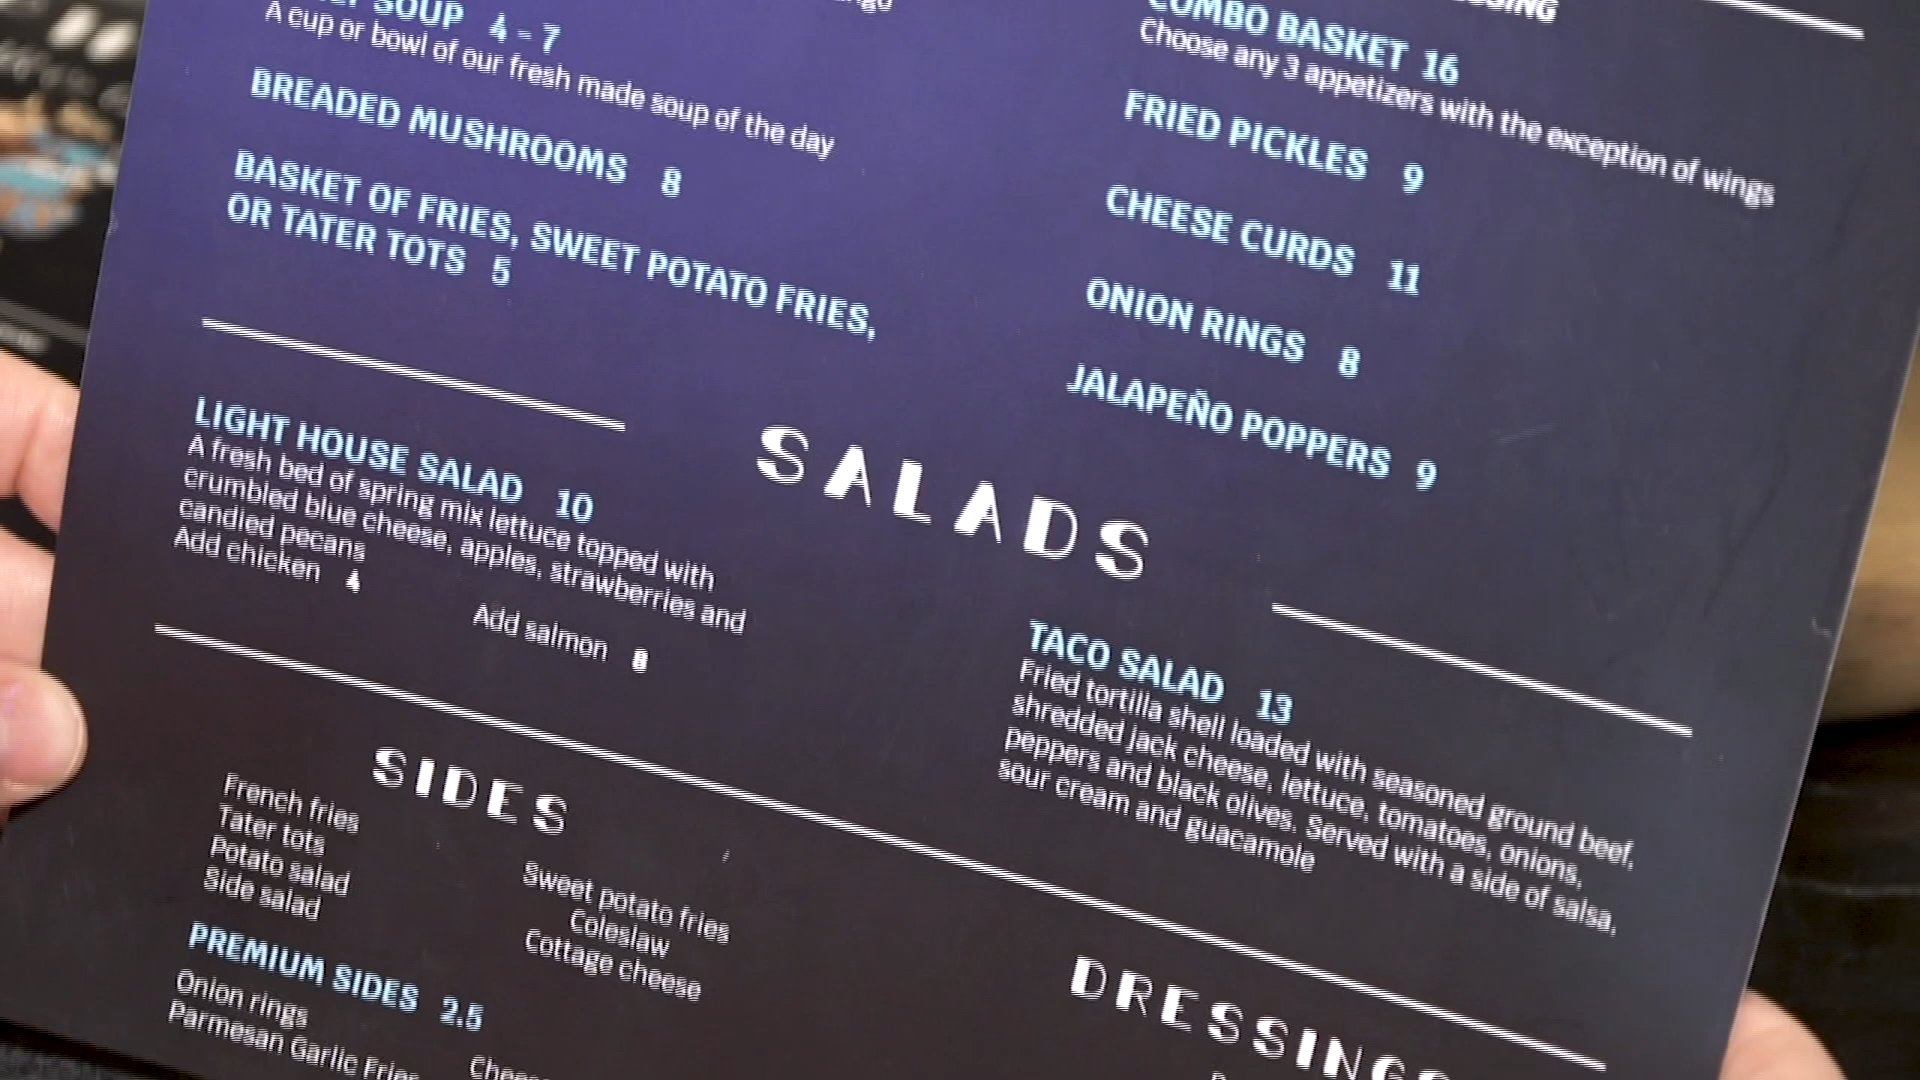 SOUP 4 - 7
A cup or bowl of our fresh made soup of the day
BREADED MUSHROOMS 8
BASKET OF FRIES, SWEET POTATO FRIES,
OR TATER TOTS 5
COMBO BASKET 16
Choose any 3 appetizers with the exception of wings
FRIED PICKLES 9
CHEESE CURDS 11
ONION RINGS 8
JALAPEÑO POPPERS 9
SALADS
LIGHT HOUSE SALAD 10
A fresh bed of spring mix lettuce topped with
crumbled blue cheese, apples, strawberries and
candied pecans
Add chicken 4
Add salmon 8
TACO SALAD 13
Fried tortilla shell loaded with seasoned ground beef,
shredded jack cheese, lettuce, tomatoes, onions,
peppers and black olives. Served with a side of salsa,
sour cream and guacamole
SIDES
French fries
Tater tots
Potato salad
Side salad
Sweet potato fries
Coleslaw
Cottage cheese
PREMIUM SIDES 2.5
Onion rings
Parmesan Garlic Fries
DRESSINGS